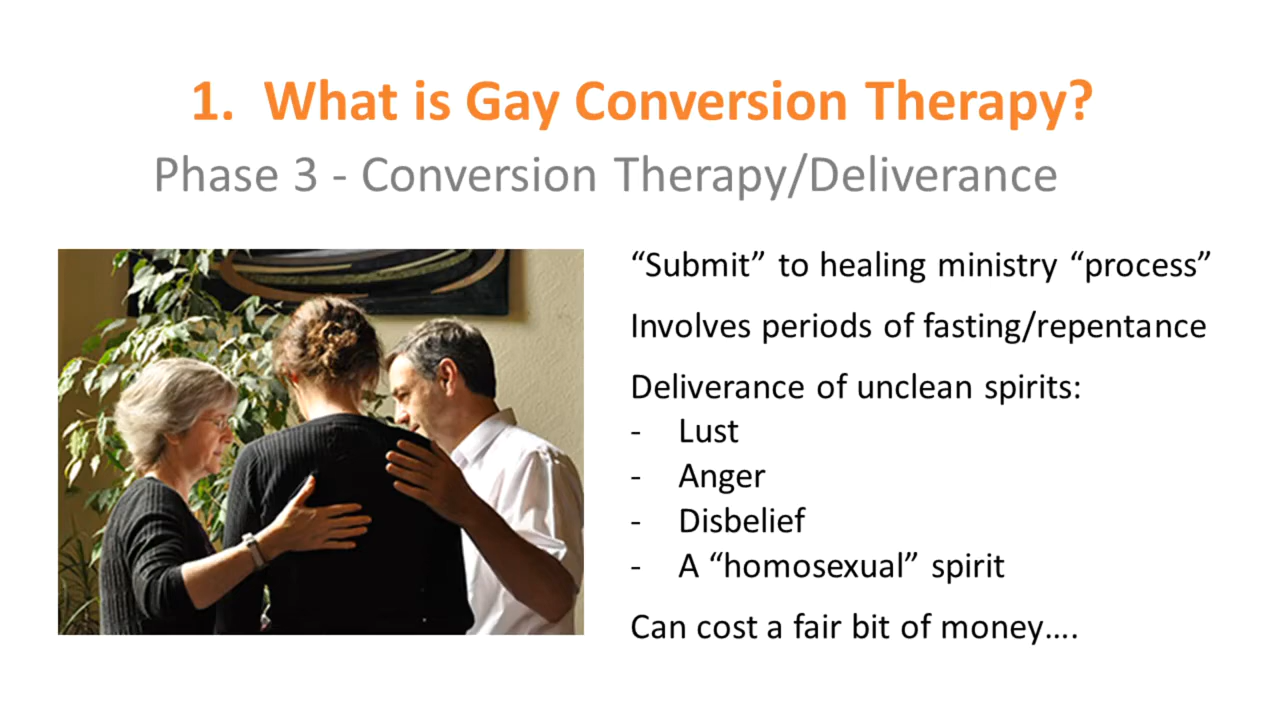 1. What is Gay Conversion Therapy?
Phase 3 - Conversion Therapy/Deliverance
“Submit” to healing ministry “process”
Involves periods of fasting/repentance
Deliverance of unclean spirits:
- Lust
- Anger
- Disbelief
- A “homosexual” spirit
Can cost a fair bit of money….